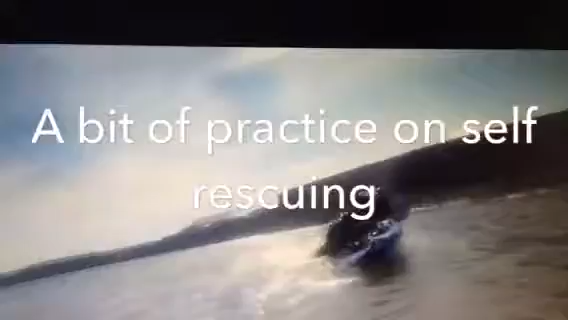 A bit of practice on self
rescuing